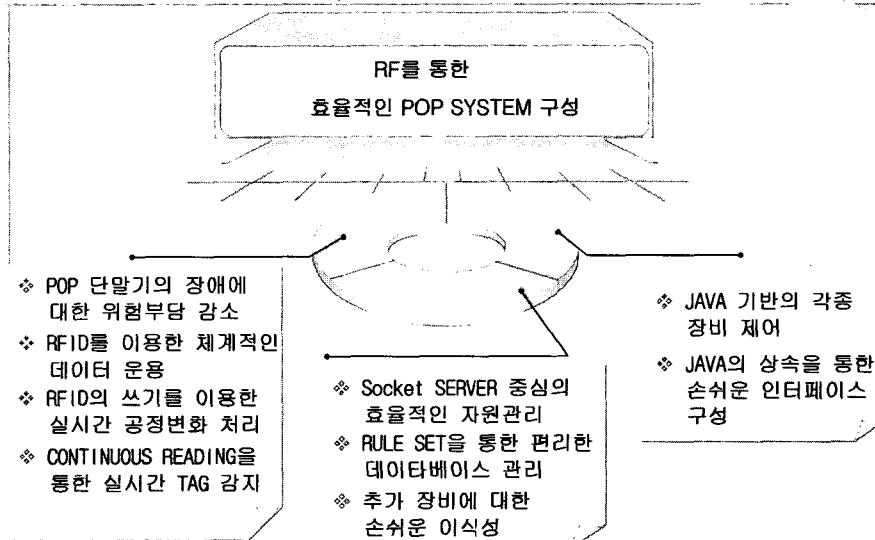 RF를 통한
효율적인 POP SYSTEM 구성
❖ POP 단말기의 장애에
대한 위험부담 감소
❖ RFID를 이용한 체계적인
데이터 운용
❖ RFID의 쓰기를 이용한
실시간 공정변화 처리
❖ CONTINUOUS READING을
통한 실시간 TAG 감지
❖ Socket SERVER 중심의
효율적인 자원관리
❖ RULE SET을 통한 편리한
데이타베이스 관리
❖ 추가 장비에 대한
손쉬운 이식성
❖ JAVA 기반의 각종
장비 제어
❖ JAVA의 상속을 통한
손쉬운 인터페이스
구성